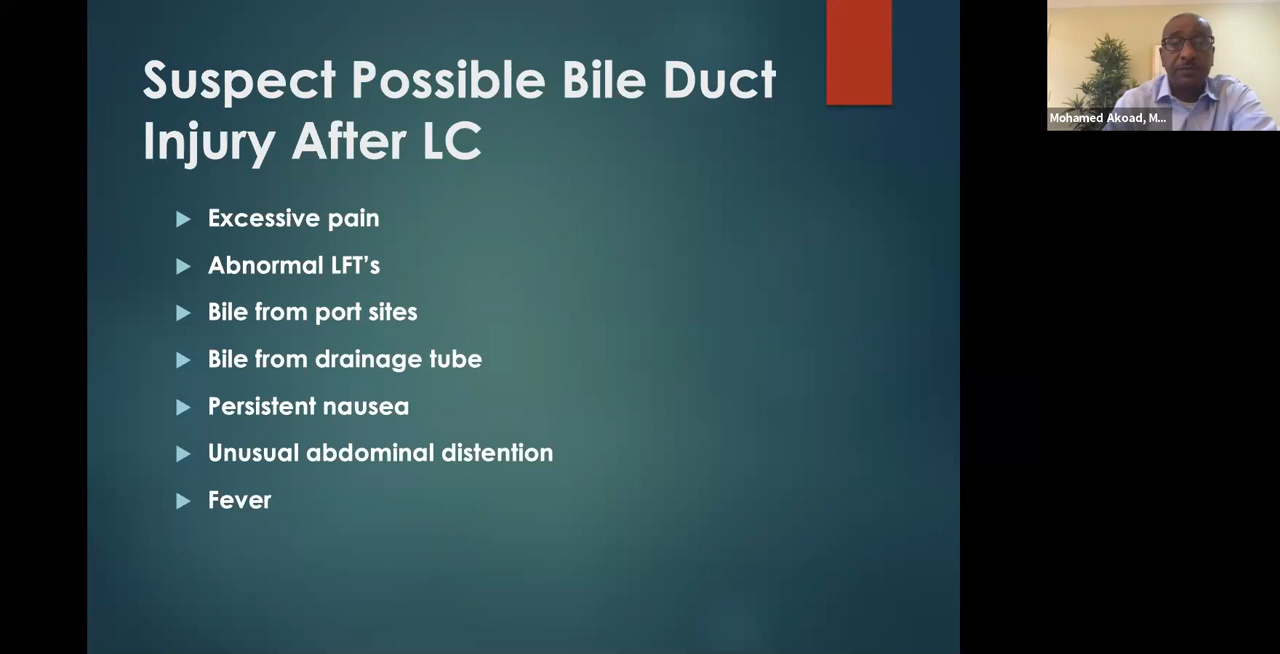 Suspect Possible Bile Duct
Injury After LC
Excessive pain
Abnormal LFT's
Bile from port sites
Bile from drainage tube
Persistent nausea
Unusual abdominal distention
Fever
Mohamed Akoad, M...